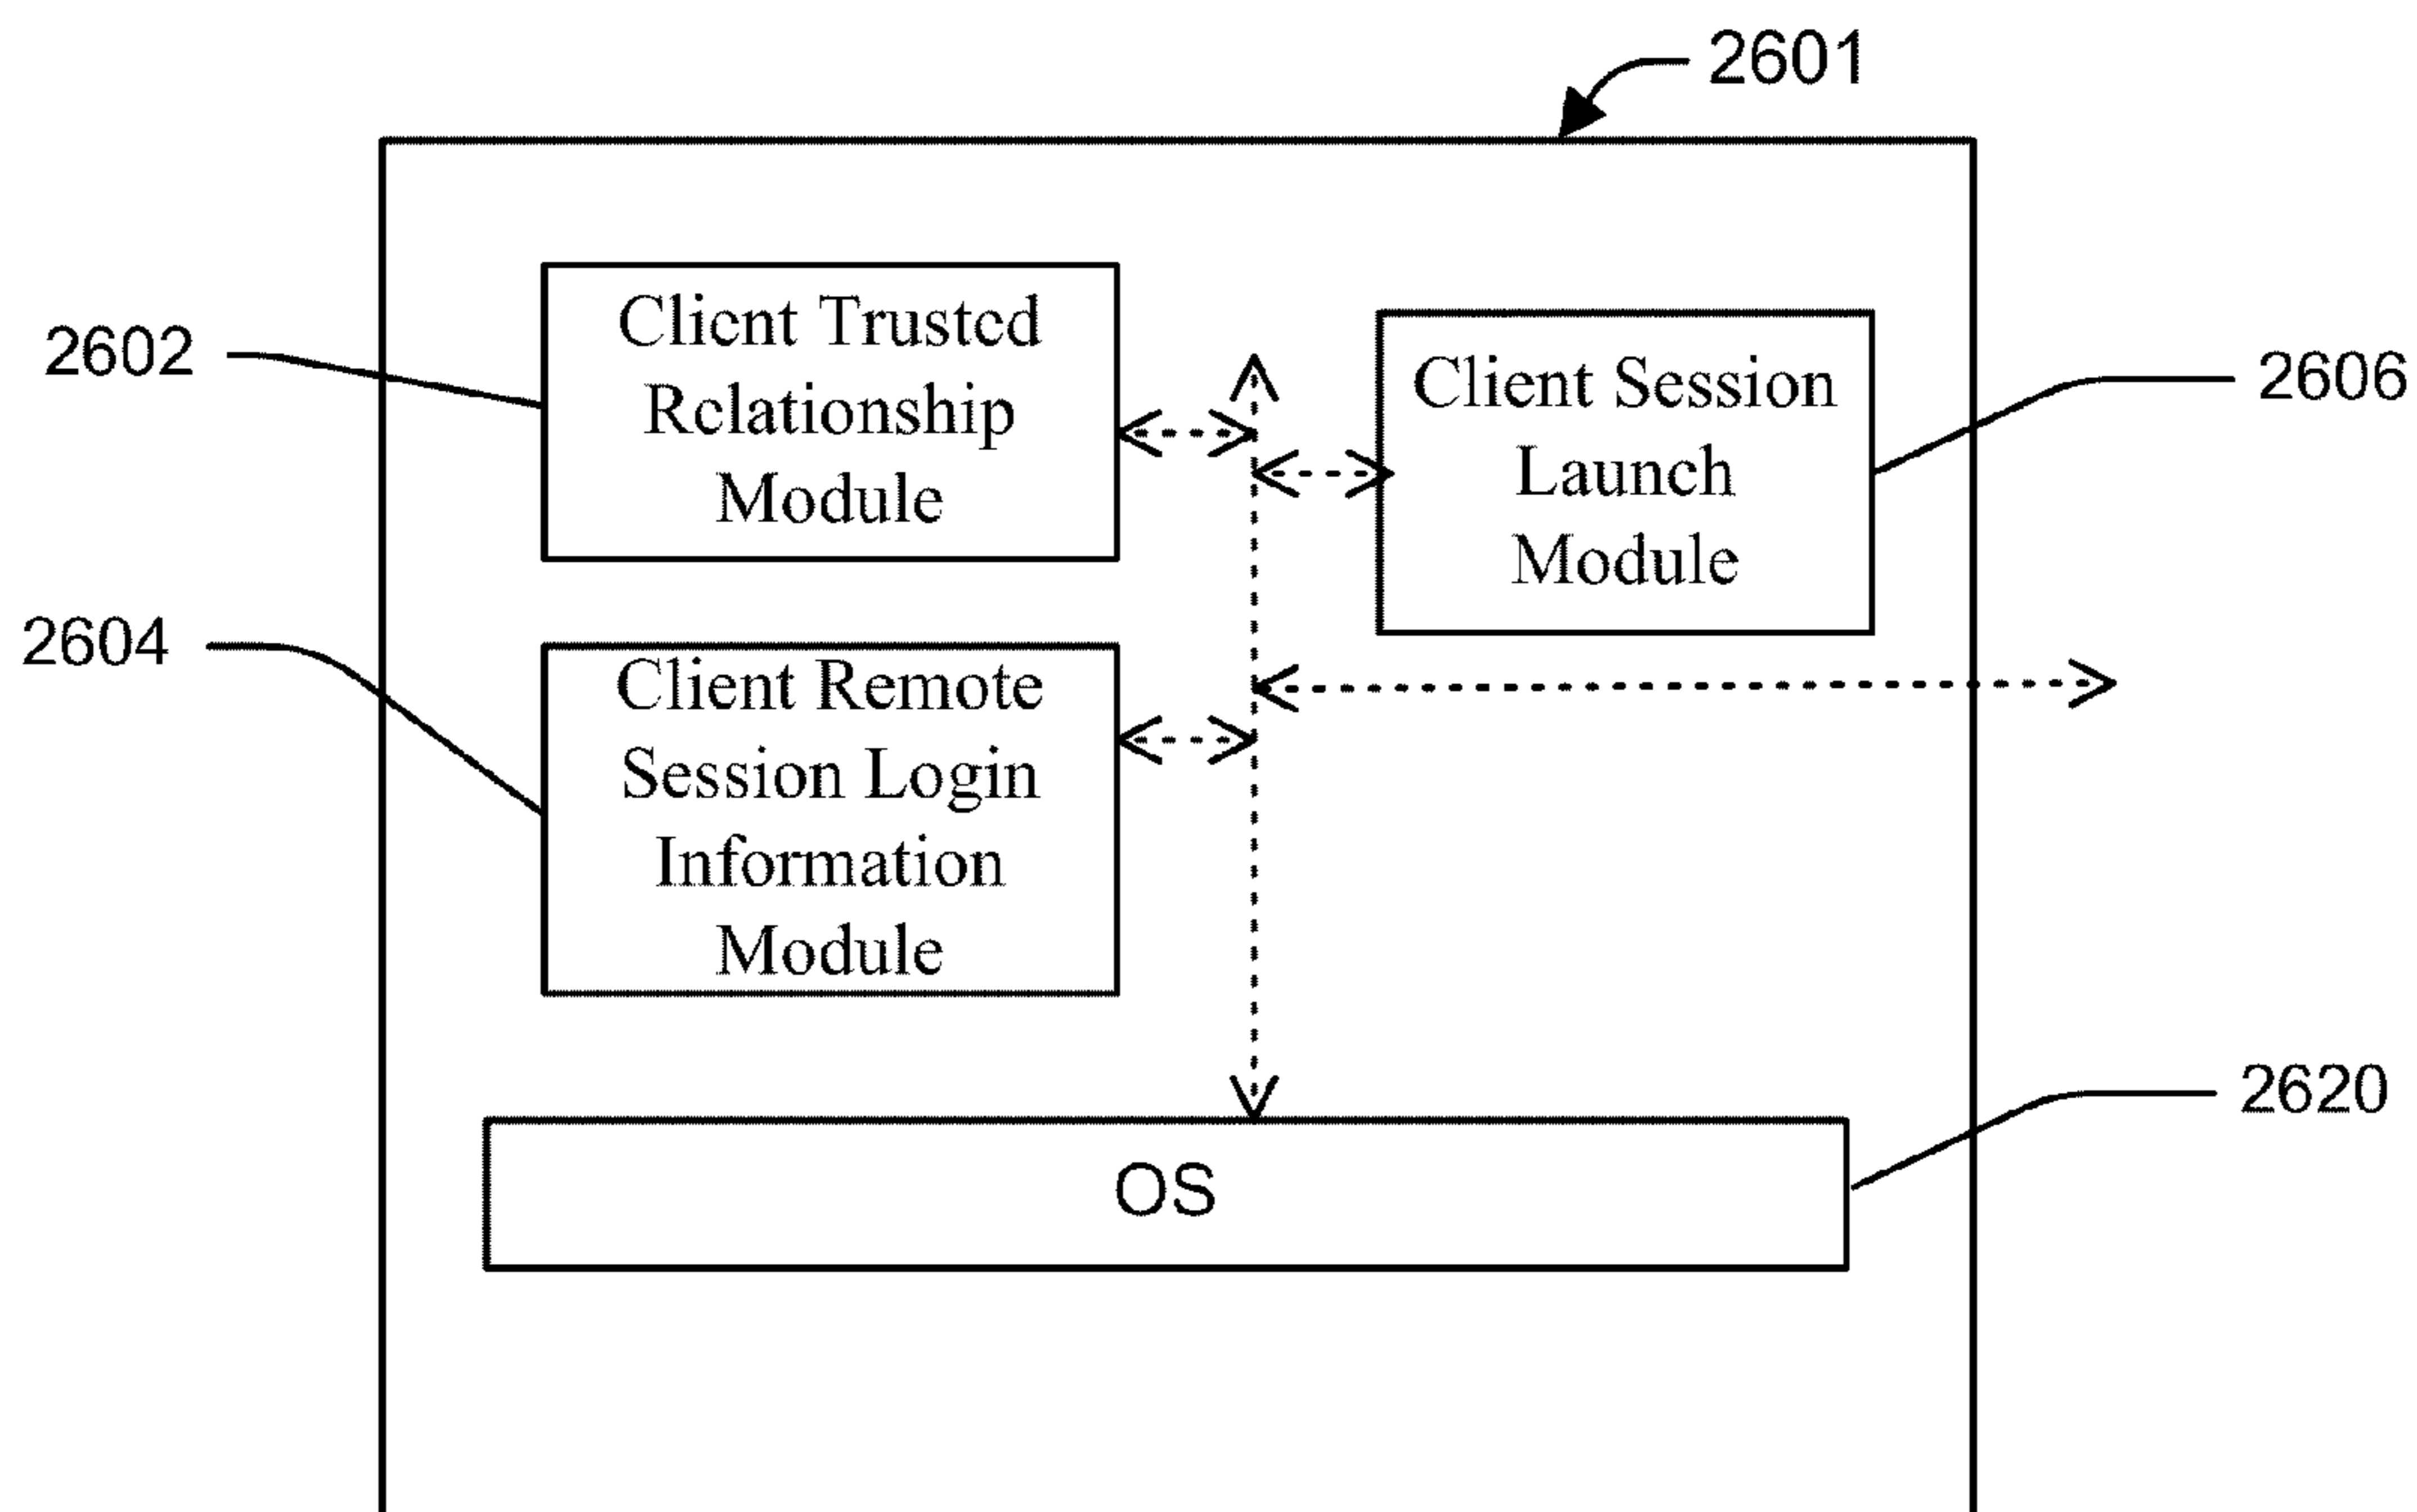 2601
2602
Client Trusted
Relationship
Module
Client Session
Launch
Module
2606
2604
Client Remote
Session Login
Information
Module
2620
OS